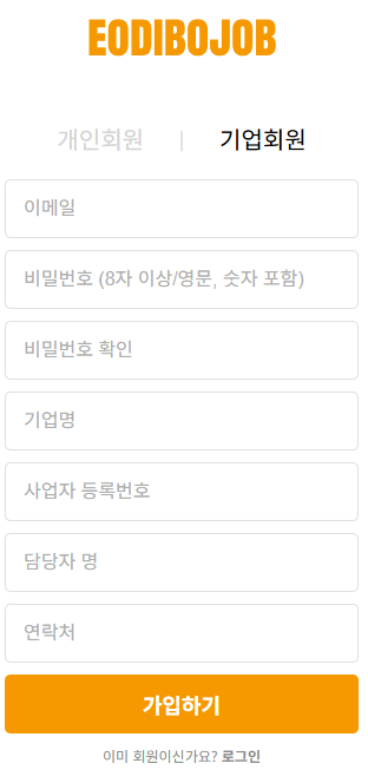 EODIBOJOB
개인회원 | 기업회원
이메일
비밀번호 (8자 이상/영문, 숫자 포함)
비밀번호 확인
기업명
사업자 등록번호
담당자 명
연락처
가입하기
이미 회원이신가요? 로그인